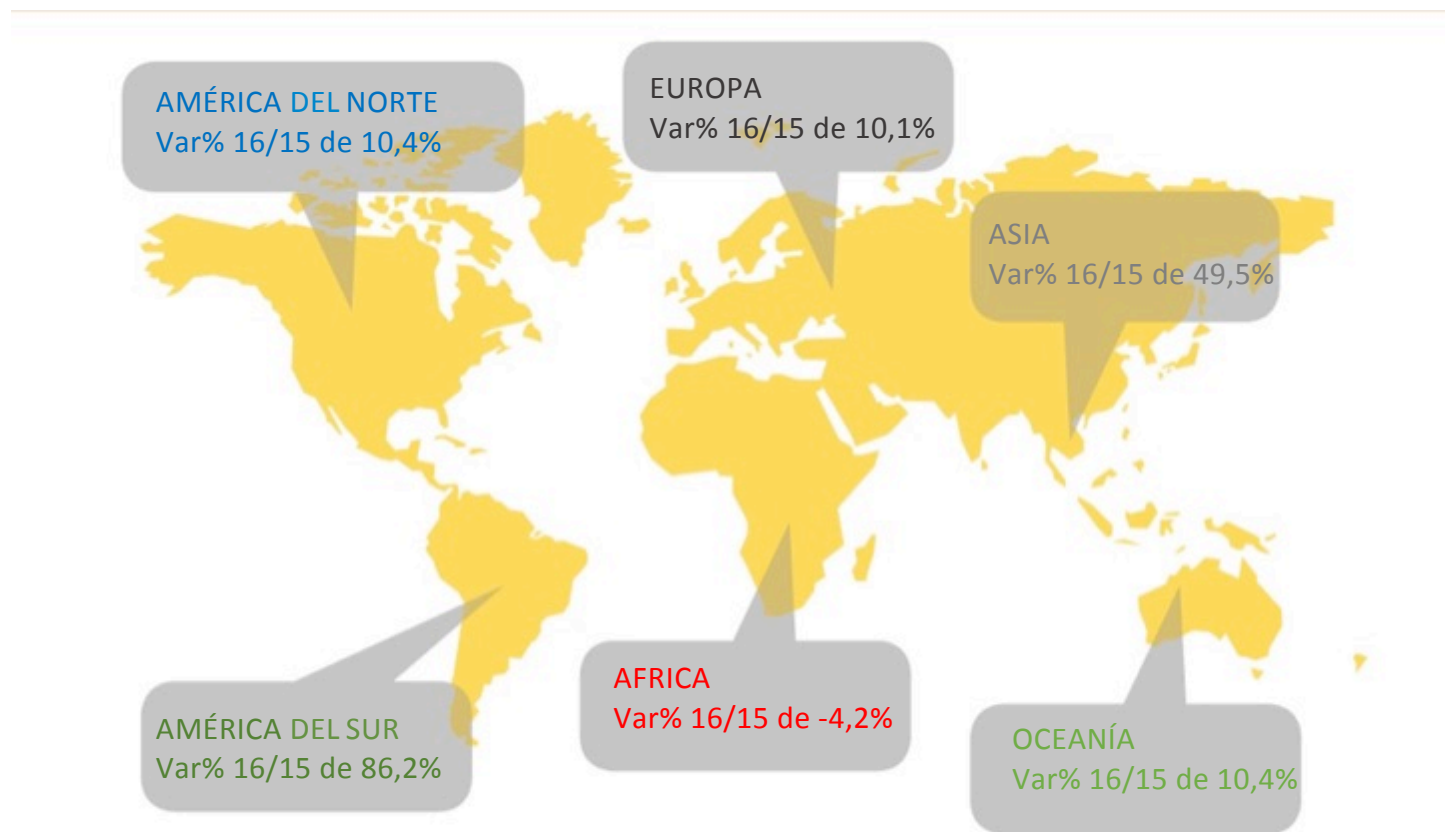 AMÉRICA DEL NORTE
Var% 16/15 de 10,4%
EUROPA
Var% 16/15 de 10,1%
ASIA
Var% 16/15 de 49,5%
AMÉRICA DEL SUR
Var% 16/15 de 86,2%
AFRICA
Var% 16/15 de -4,2%
OCEANÍA
Var% 16/15 de 10,4%